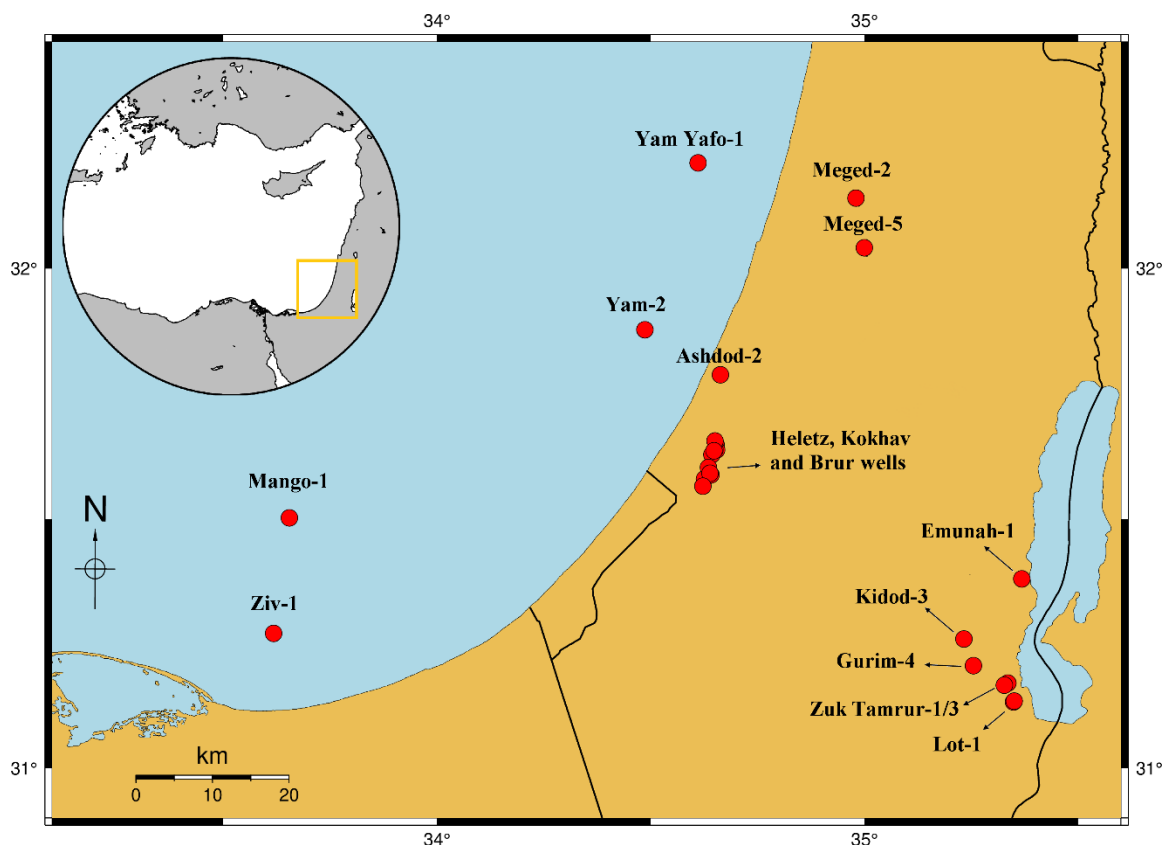 34°
35°
Yam Yafo-1
Meged-2
Meged-5
32°
32°
Yam-2
Ashdod-2
Heletz, Kokhav
and Brur wells
Mango-1
N
Emunah-1
Kidod-3
Ziv-1
Gurim-4
Zuk Tamrur-1/3
Lot-1
km
0 10 20
31°
31°
34°
35°